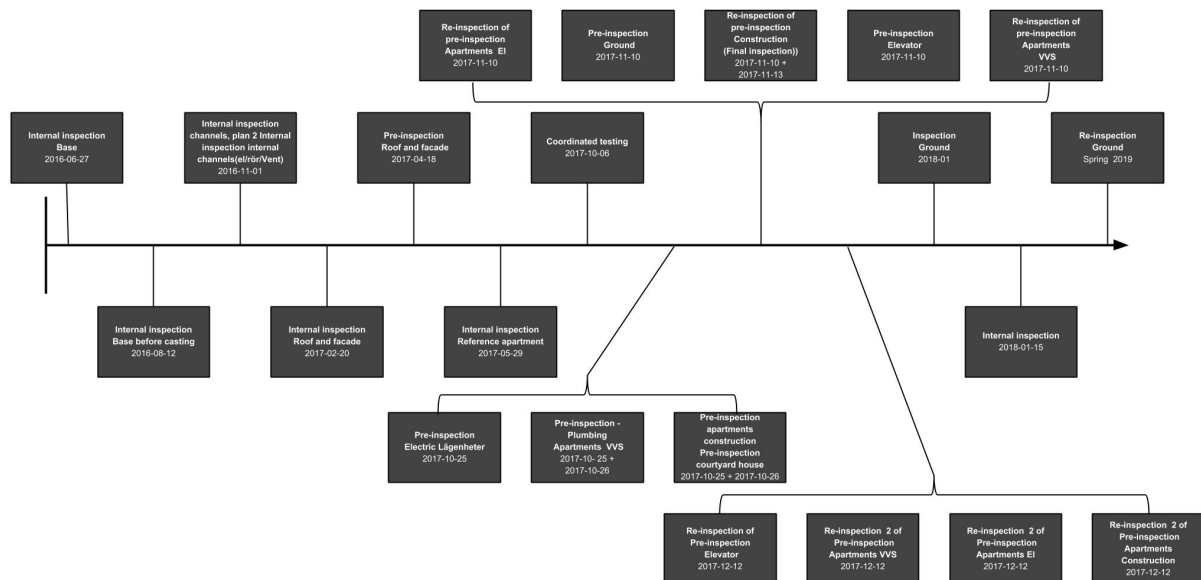 Re-inspection of
pre-inspection
Apartments  El
2017-11-10
Pre-inspection
Ground
2017-11-10
Re-inspection of
pre-inspection
Construction
(Final inspection))
2017-11-10 +
2017-11-13
Pre-inspection
Elevator
2017-11-10
Re-inspection of
pre-inspection
Apartments
VVS
2017-11-10
Internal inspection
Base
2016-06-27
Internal inspection
channels, plan 2 Internal
inspection internal
channels(el/rör/Vent)
2016-11-01
Pre-inspection
Roof and facade
2017-04-18
Coordinated testing
2017-10-06
Inspection
Ground
2018-01
Re-inspection
Ground
Spring  2019
Internal inspection
Base before casting
2016-08-12
Internal inspection
Roof and facade
2017-02-20
Internal inspection
Reference apartment
2017-05-29
Internal inspection
2018-01-15
Pre-inspection
Electric Lägenheter
2017-10-25
Pre-inspection -
Plumbing
Apartments  VVS
2017-10- 25 +
2017-10-26
Pre-inspection
apartments
construction
Pre-inspection
courtyard house
2017-10-25 + 2017-10-26
Re-inspection of
Pre-inspection
Elevator
2017-12-12
Re-inspection  2 of
Pre-inspection
Apartments VVS
2017-12-12
Re-inspection  2 of
Pre-inspection
Apartments El
2017-12-12
Re-inspection  2 of
Pre-inspection
Apartments
Construction
2017-12-12